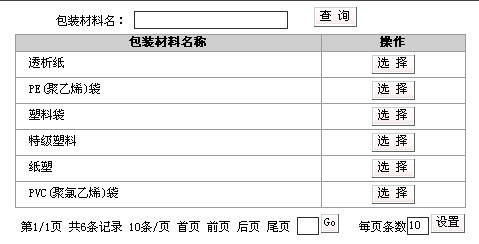 包装材料名： 查 询
包装材料名称 操作
透析纸 选 择
PE(聚乙烯)袋 选 择
塑料袋 选 择
特级塑料 选 择
纸塑 选 择
PVC(聚氯乙烯)袋 选 择
第1/1页 共6条记录 10条/页 首页 前页 后页 尾页 Go 每页条数 10 设置